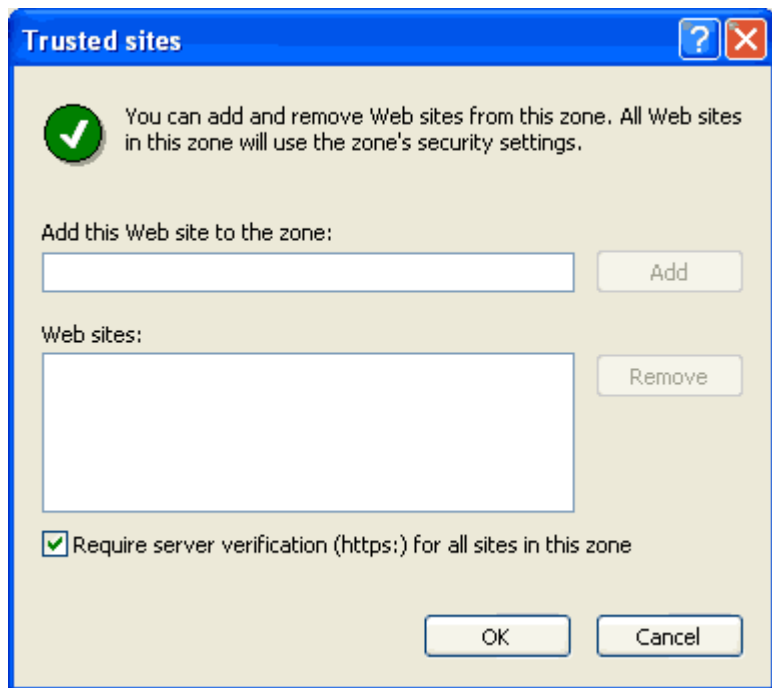 Trusted sites
You can add and remove Web sites from this zone. All Web sites
in this zone will use the zone's security settings.
Add this Web site to the zone:
Add
Web sites:
Remove
Require server verification (https:) for all sites in this zone
OK
Cancel